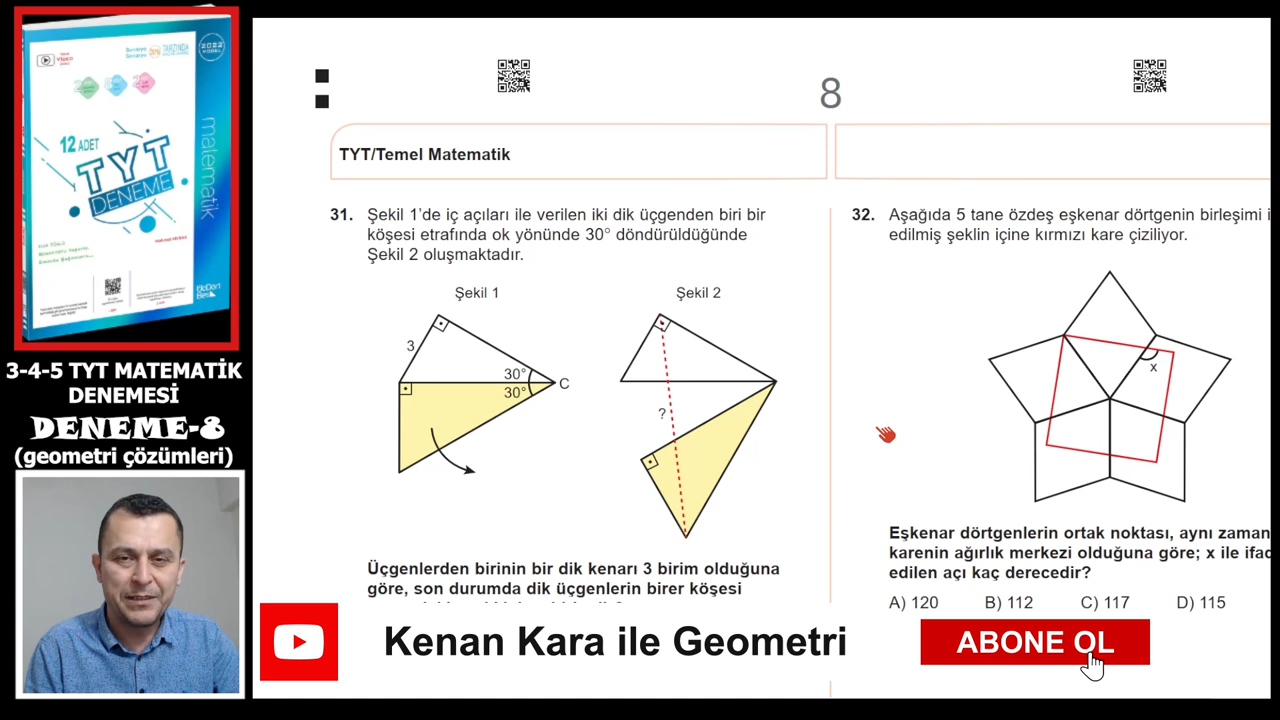 2022
MODEL
TARZINDA
12 ADET
TYT
DENEME
matematik
3-4-5 TYT MATEMATİK
DENEMESİ
DENEME-8
(geometri çözümleri)
8
TYT/Temel Matematik
31. Şekil 1'de iç açıları ile verilen iki dik üçgenden biri bir
köşesi etrafında ok yönünde 30° döndürüldüğünde
Şekil 2 oluşmaktadır.
Şekil 1
Şekil 2
3
30°
30°
C
?
Üçgenlerden birinin bir dik kenarı 3 birim olduğuna
göre, son durumda dik üçgenlerin birer köşesi
32. Aşağıda 5 tane özdeş eşkenar dörtgenin birleşimi
edilmiş şeklin içine kırmızı kare çiziliyor.
x
Eşkenar dörtgenlerin ortak noktası, aynı zaman
karenin ağırlık merkezi olduğuna göre; x ile ifad
edilen açı kaç derecedir?
A) 120 B) 112 C) 117 D) 115
Kenan Kara ile Geometri
ABONE OL